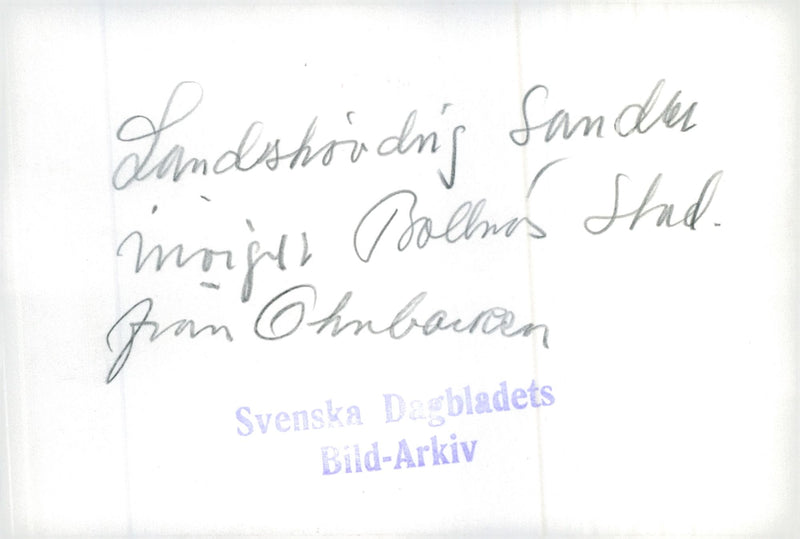 Landshövding Sandler
inviger Bollnäs Stad.
från Ohnbacken
Svenska Dagbladets
Bild-Arkiv